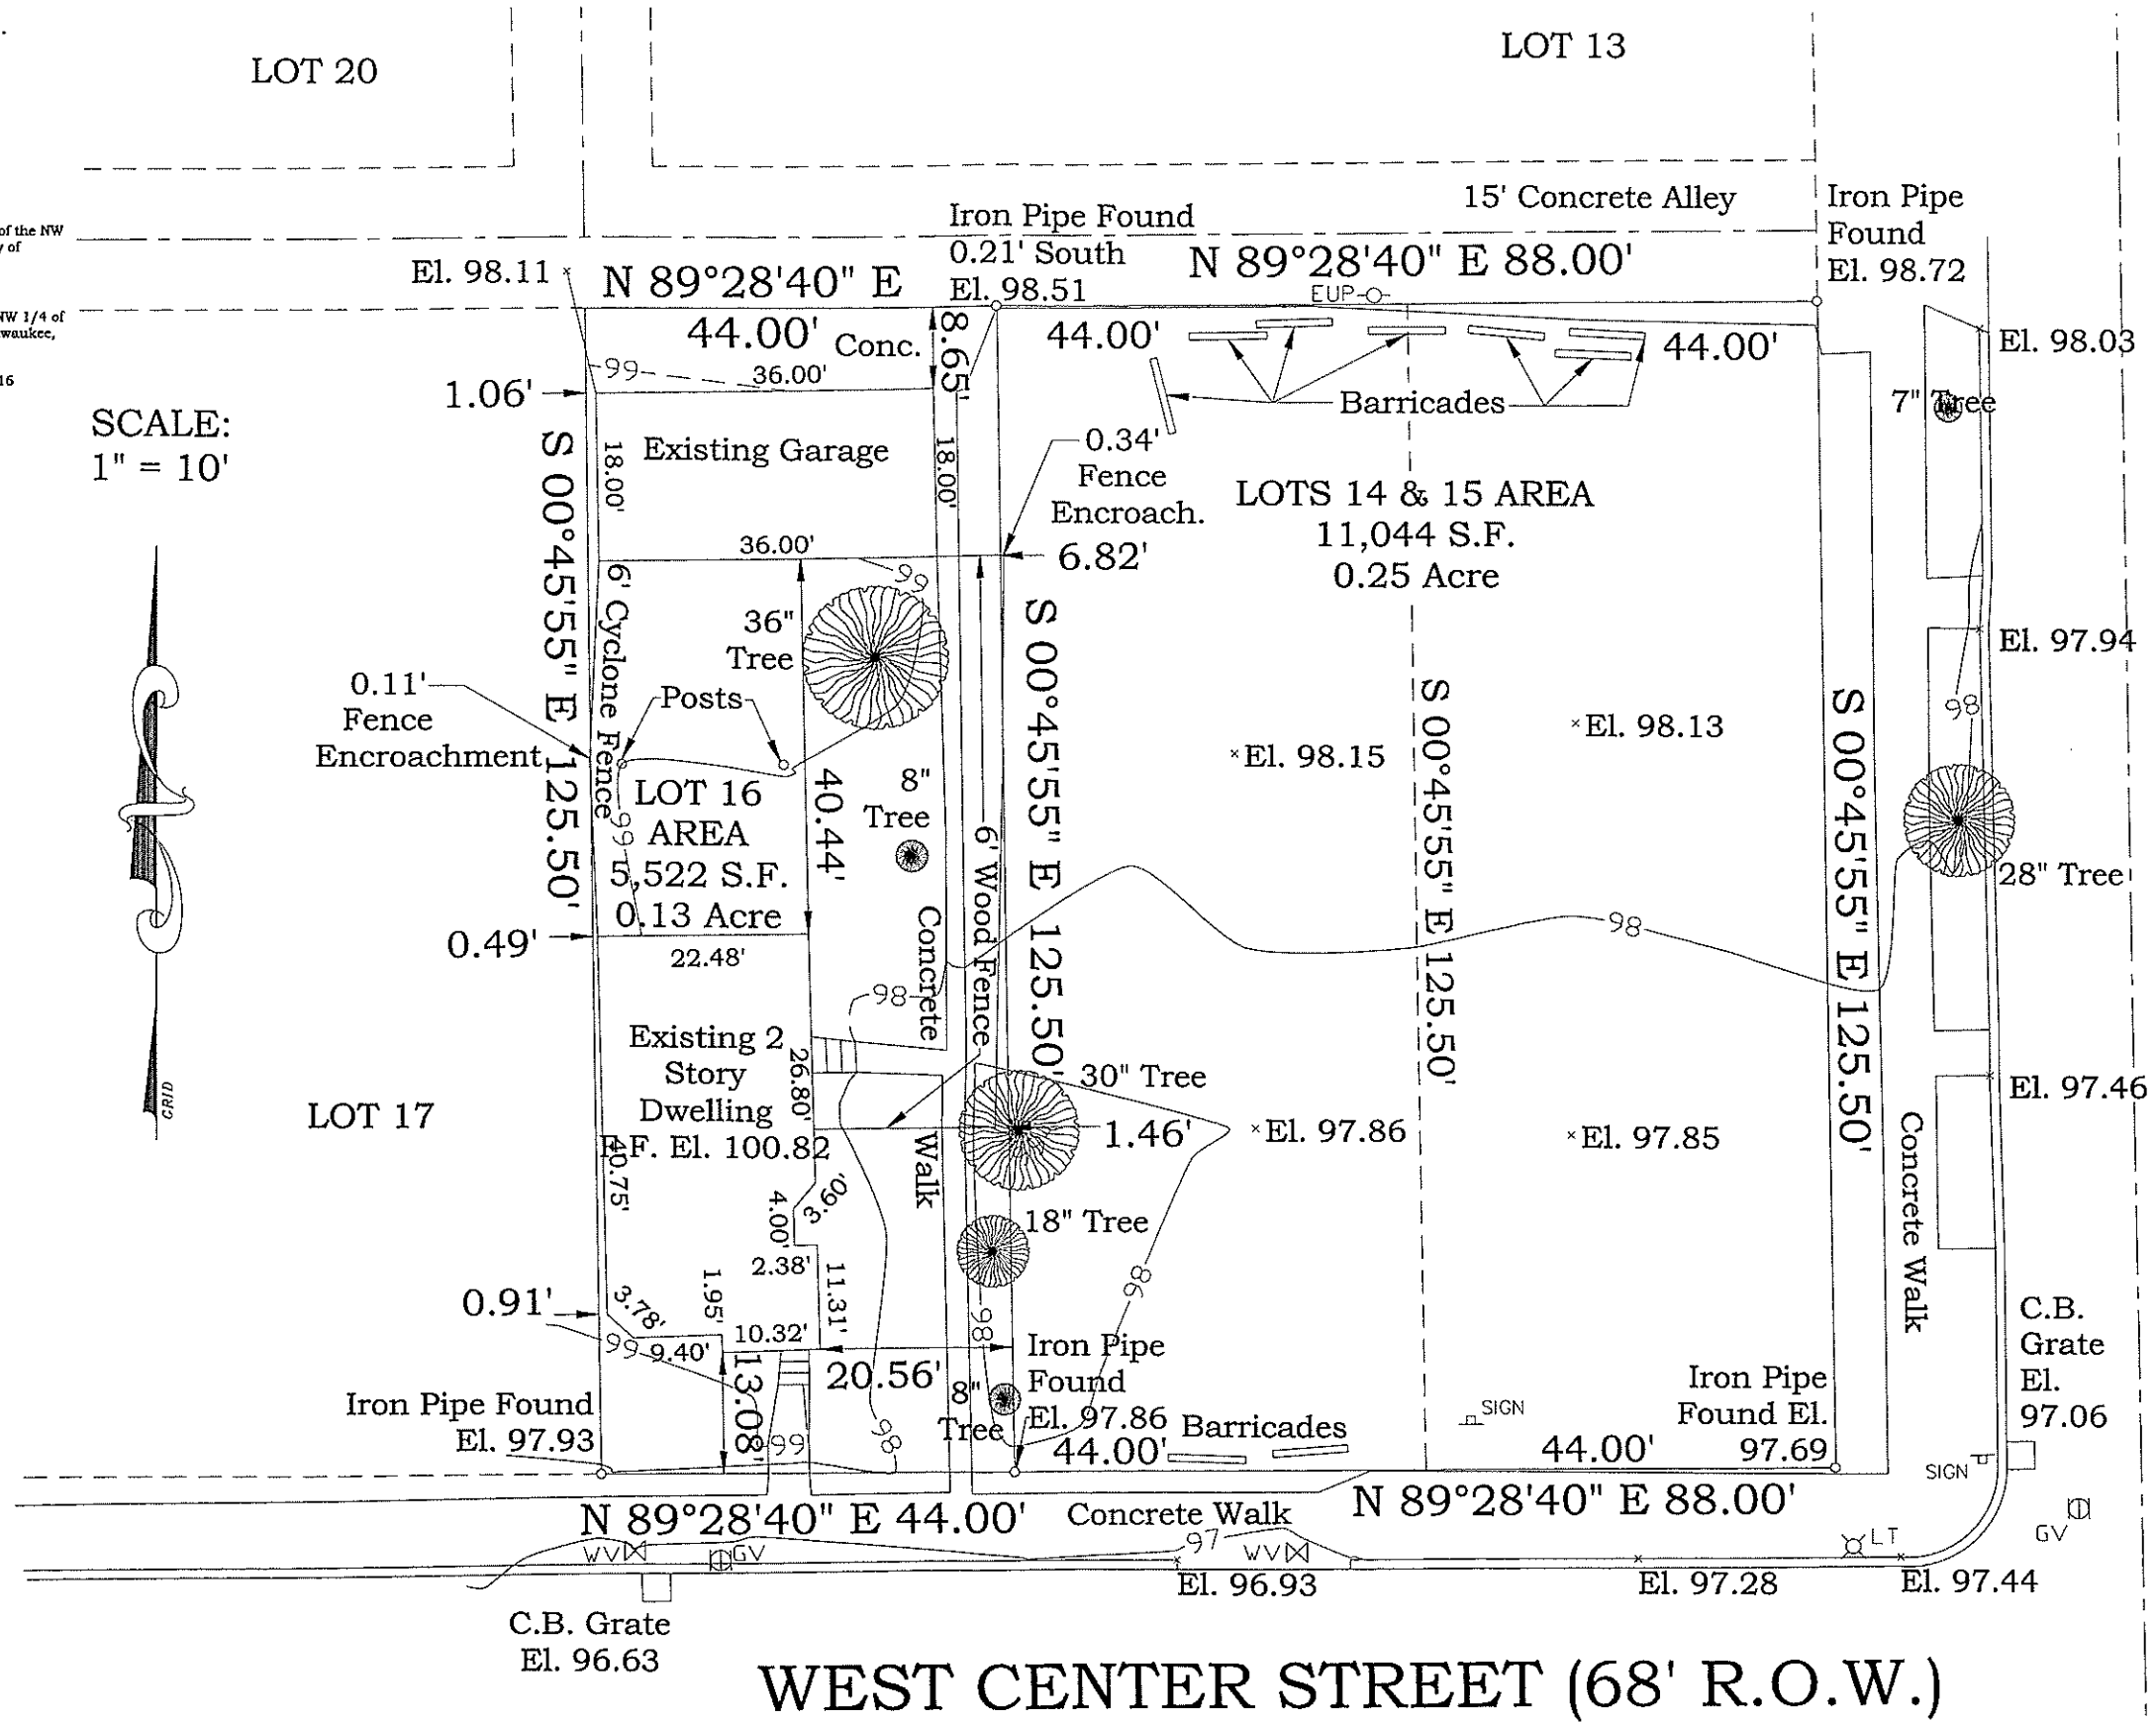 LOT 20
LOT 13
of the NW
of
NW 1/4 of
waukee,
16
SCALE:
1" = 10'
15' Concrete Alley
Iron Pipe
Found
El. 98.72
Iron Pipe Found
0.21' South
El. 98.51
El. 98.11
N 89°28'40" E
N 89°28'40" E 88.00'
EUP
44.00'
Conc.
8.65'
44.00'
44.00'
El. 98.03
99
36.00'
1.06'
Barricades
7" Tree
18.00'
Existing Garage
18.00'
0.34'
Fence
Encroach.
6.82'
LOTS 14 & 15 AREA
11,044 S.F.
0.25 Acre
36.00'
99
S 00°45'55" E 125.50'
6' Cyclone Fence
36"
Tree
S 00°45'55" E 125.50'
S 00°45'55" E 125.50'
S 00°45'55" E 125.50'
El. 97.94
98
0.11'
Fence
Encroachment
Posts
El. 98.15
El. 98.13
LOT 16
AREA
5,522 S.F.
0.13 Acre
99
40.44'
8"
Tree
6' Wood Fence
28" Tree
98
0.49'
22.48'
Concrete
98
GRID
LOT 17
Existing 2
Story
Dwelling
F.F. El. 100.82
26.80'
40.75'
Walk
30" Tree
1.46'
El. 97.86
El. 97.85
El. 97.46
Concrete Walk
4.00'
3.60'
18" Tree
2.38'
11.31'
1.95'
98
98
0.91'
3.78'
99
9.40'
10.32'
13.08'
20.56'
8"
Tree
Iron Pipe
Found
El. 97.86
C.B.
Grate
El.
97.06
Iron Pipe Found
El. 97.93
99
98
44.00'
Barricades
SIGN
44.00'
Iron Pipe
Found El.
97.69
SIGN
N 89°28'40" E 44.00'
Concrete Walk
N 89°28'40" E 88.00'
WV
GV
97
WV
LT
GV
El. 96.93
El. 97.28
El. 97.44
C.B. Grate
El. 96.63
WEST CENTER STREET (68' R.O.W.)